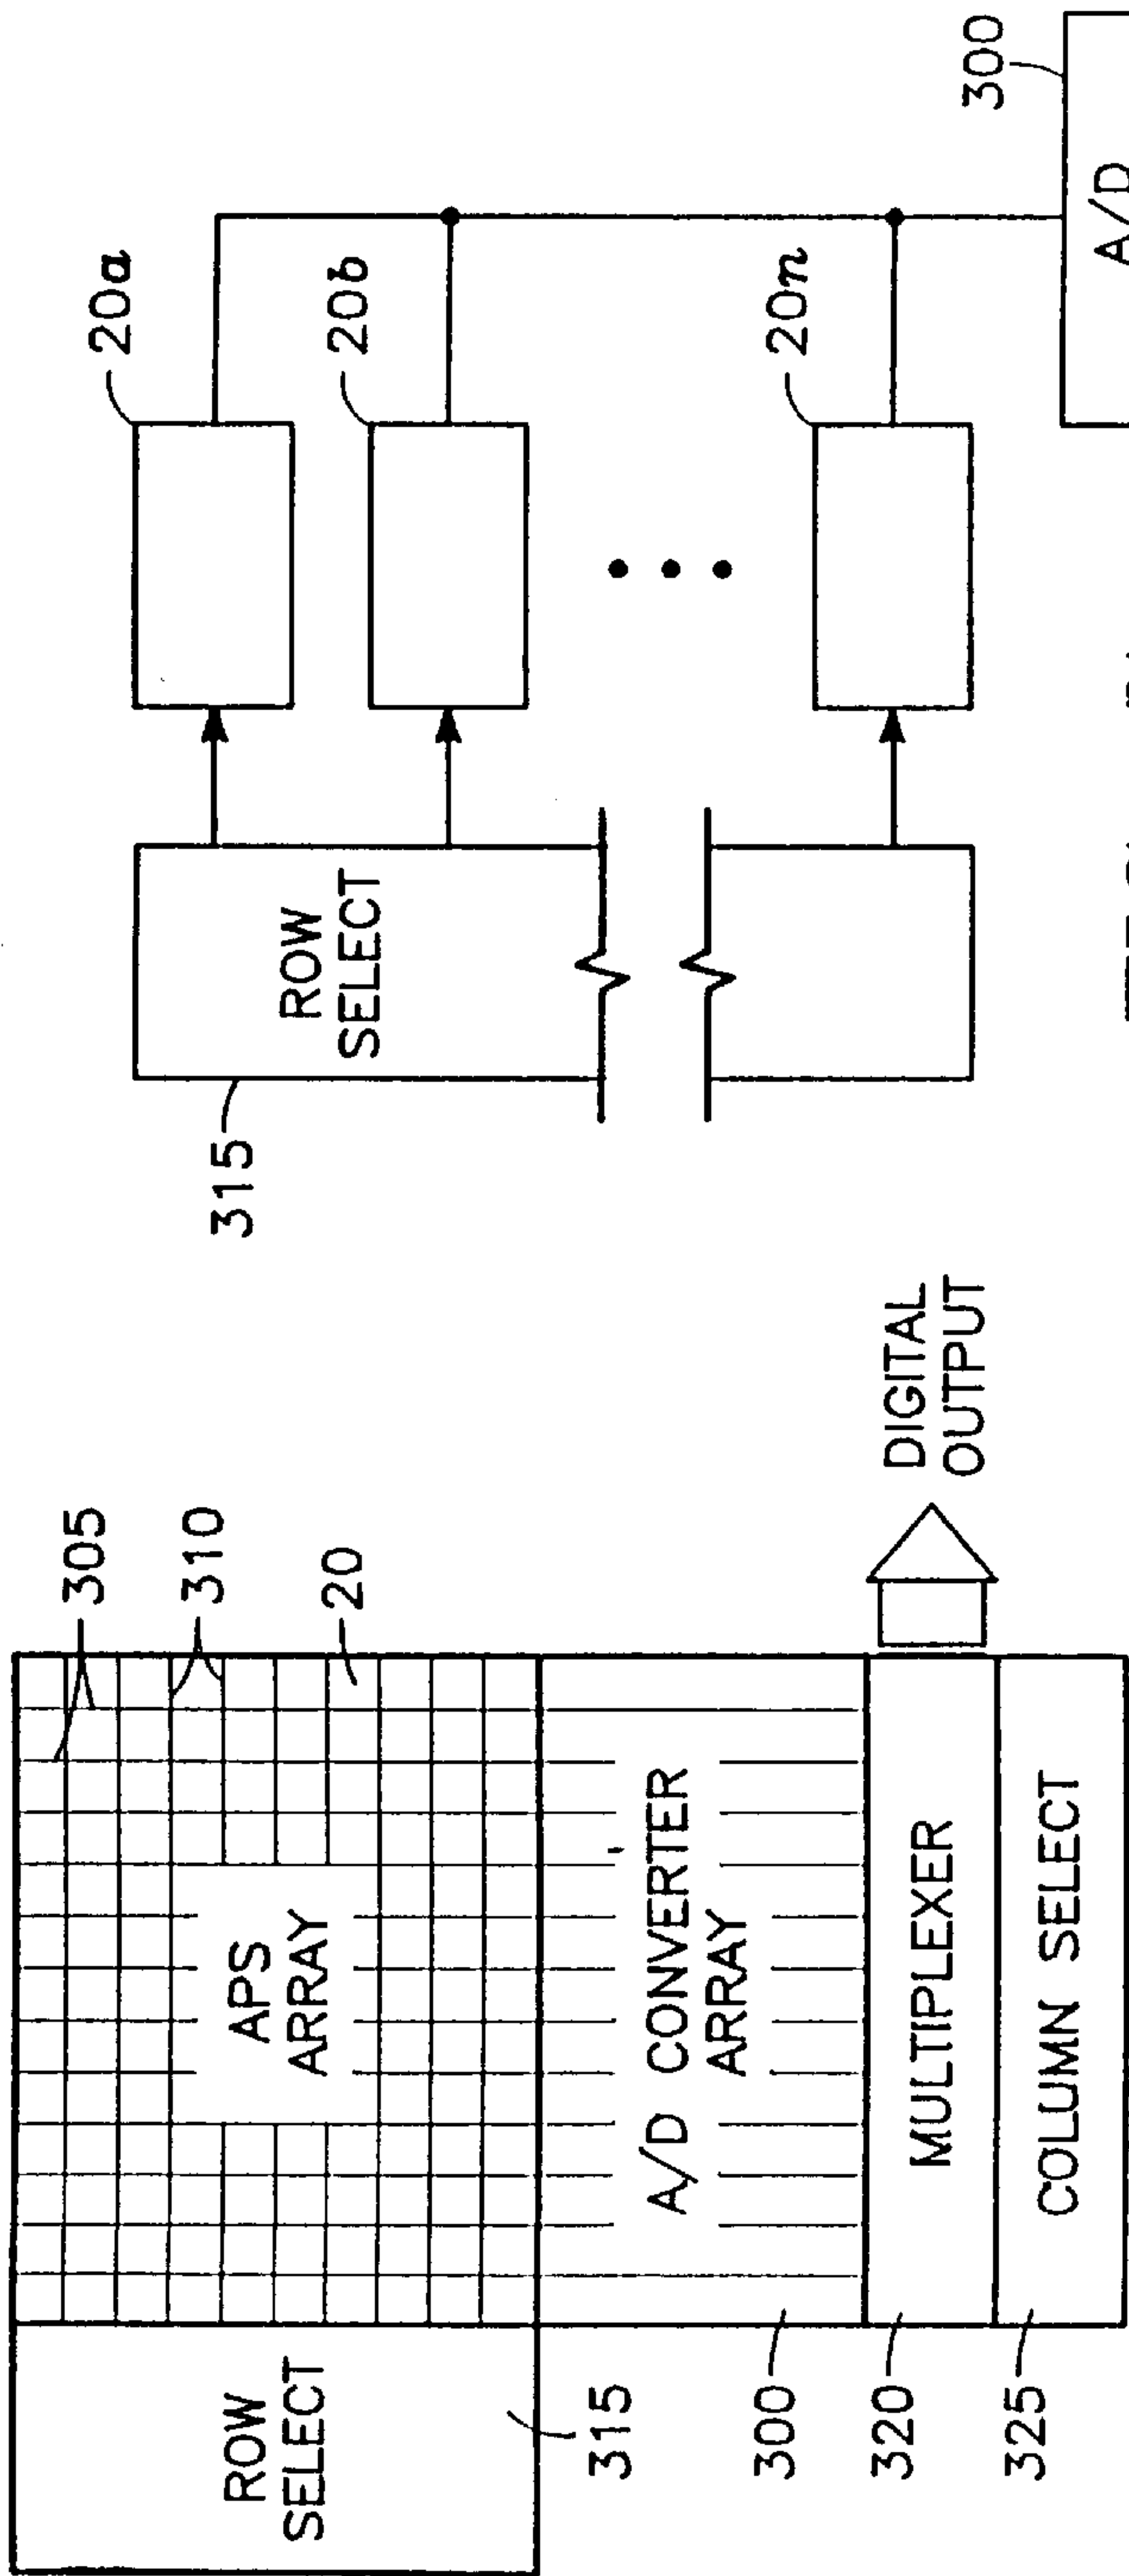 ROW
SELECT
315
APS
ARRAY
305
310
20
A/D CONVERTER
ARRAY
300
MULTIPLEXER
320
COLUMN SELECT
325
DIGITAL
OUTPUT
315
ROW
SELECT
20a
20b
20n
300
A/D